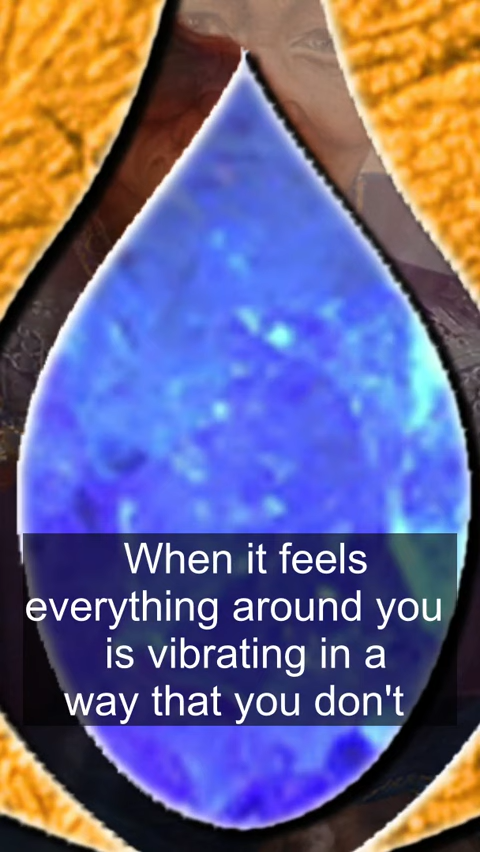 When it feels
everything around you
is vibrating in a
way that you don't